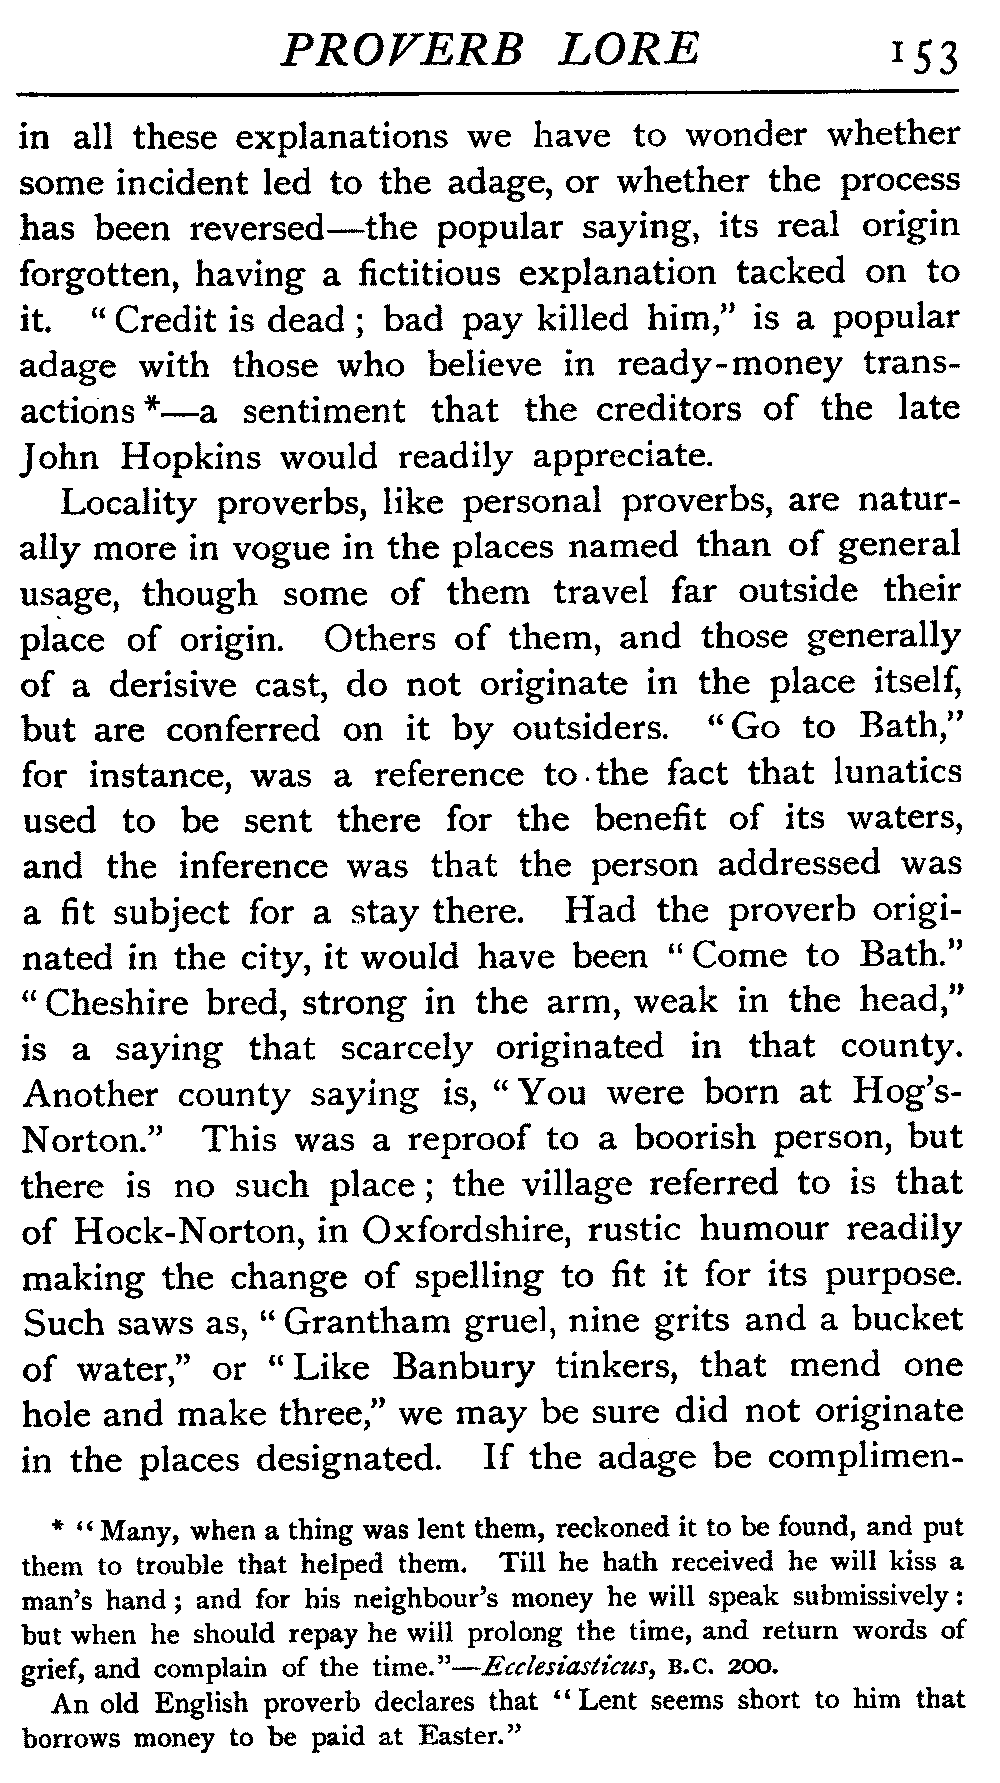 PROVERB LORE 153
in all these explanations we have to wonder whether
some incident led to the adage, or whether the process
has been reversed—the popular saying, its real origin
forgotten, having a fictitious explanation tacked on to
it. “Credit is dead; bad pay killed him,” is a popular
adage with those who believe in ready-money trans-
actions*—a sentiment that the creditors of the late
John Hopkins would readily appreciate.
Locality proverbs, like personal proverbs, are natur-
ally more in vogue in the places named than of general
usage, though some of them travel far outside their
place of origin. Others of them, and those generally
of a derisive cast, do not originate in the place itself,
but are conferred on it by outsiders. “Go to Bath,”
for instance, was a reference to the fact that lunatics
used to be sent there for the benefit of its waters,
and the inference was that the person addressed was
a fit subject for a stay there. Had the proverb origi-
nated in the city, it would have been “Come to Bath.”
“Cheshire bred, strong in the arm, weak in the head,”
is a saying that scarcely originated in that county.
Another county saying is, “You were born at Hog’s-
Norton.” This was a reproof to a boorish person, but
there is no such place; the village referred to is that
of Hock-Norton, in Oxfordshire, rustic humour readily
making the change of spelling to fit it for its purpose.
Such saws as, “Grantham gruel, nine grits and a bucket
of water,” or “Like Banbury tinkers, that mend one
hole and make three,” we may be sure did not originate
in the places designated. If the adage be complimen-
* “Many, when a thing was lent them, reckoned it to be found, and put
them to trouble that helped them. Till he hath received he will kiss a
man’s hand; and for his neighbour’s money he will speak submissively:
but when he should repay he will prolong the time, and return words of
grief, and complain of the time.”—Ecclesiasticus, B.C. 200.
An old English proverb declares that “Lent seems short to him that
borrows money to be paid at Easter.”